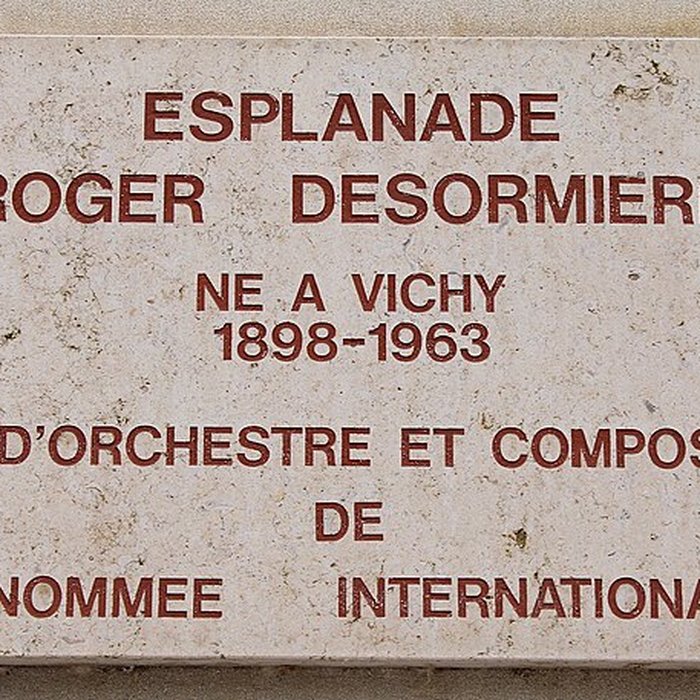 ESPLANADE
ROGER DESORMIER
NE A VICHY
1898-1963
D'ORCHESTRE ET COMPOS
DE
NOMMEE INTERNATIONA